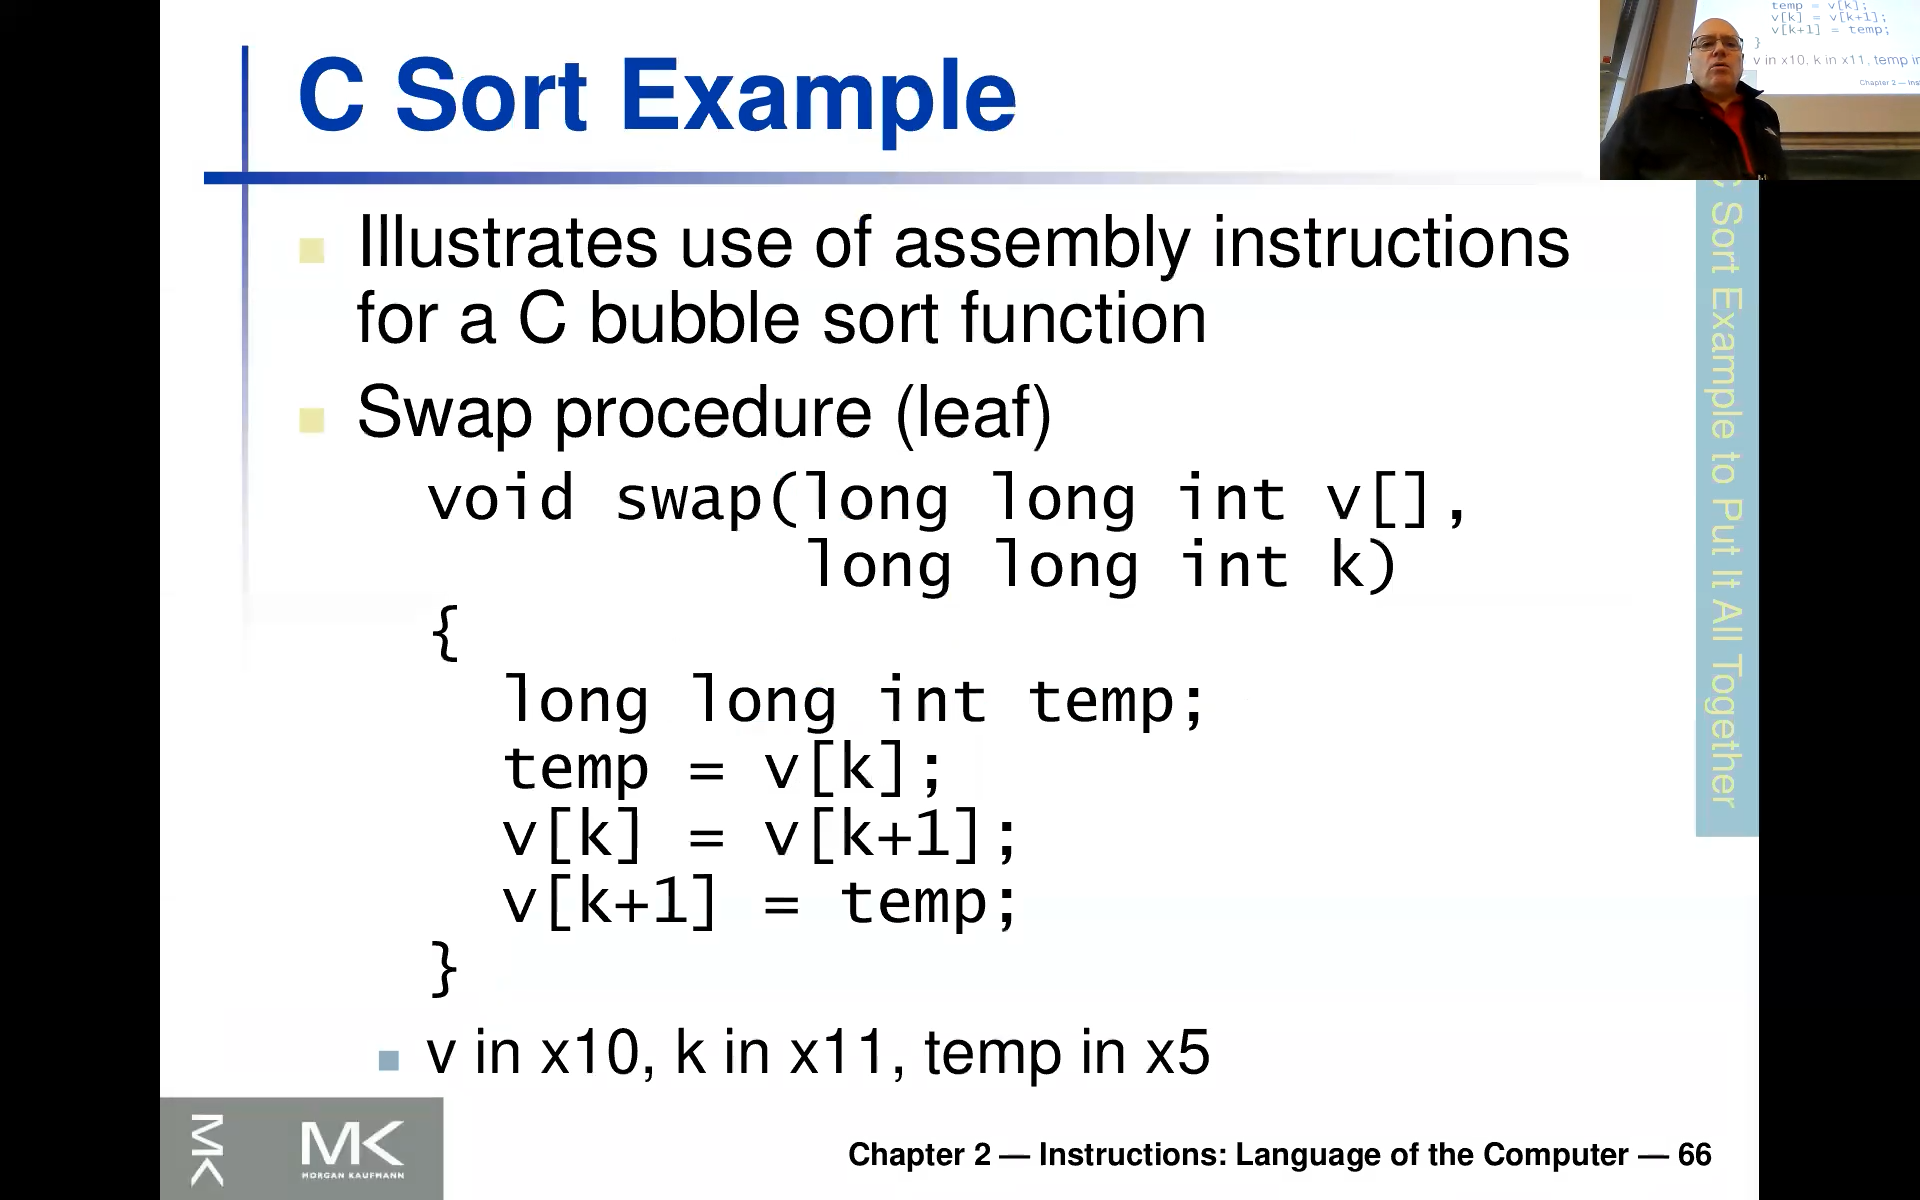 C Sort Example
Illustrates use of assembly instructions
for a C bubble sort function
Swap procedure (leaf)
void swap(long long int v[],
long long int k)
{
long long int temp;
temp = v[k];
v[k] = v[k+1];
v[k+1] = temp;
}
v in x10, k in x11, temp in x5
C Sort Example to Put It All Together
MK
MK
MORGAN KAUFMANN
Chapter 2 — Instructions: Language of the Computer — 66
temp = v[k];
v[k] = v[k+1];
v[k+1] = temp;
}
v in x10, k in x11, temp in
Chapter 2 — Ins